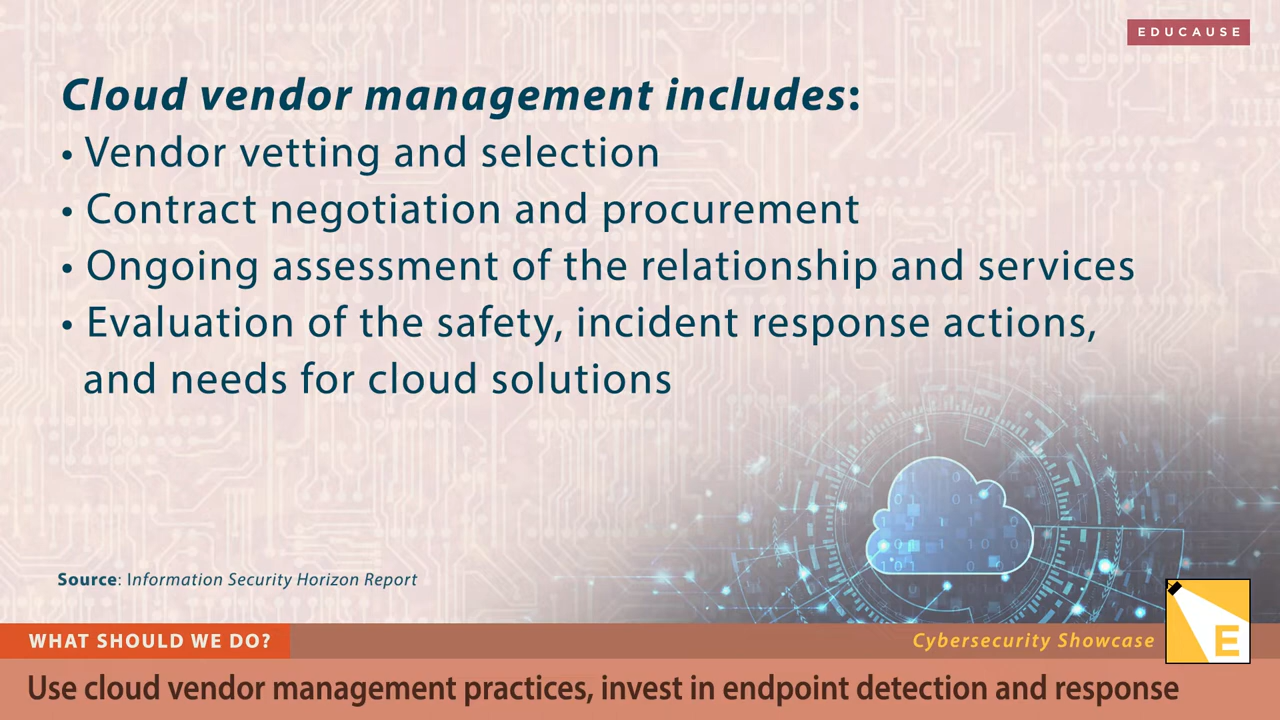 EDUCAUSE
Cloud vendor management includes:
• Vendor vetting and selection
• Contract negotiation and procurement
• Ongoing assessment of the relationship and services
• Evaluation of the safety, incident response actions,
and needs for cloud solutions
Source: Information Security Horizon Report
WHAT SHOULD WE DO?
Cybersecurity Showcase
E
Use cloud vendor management practices, invest in endpoint detection and response